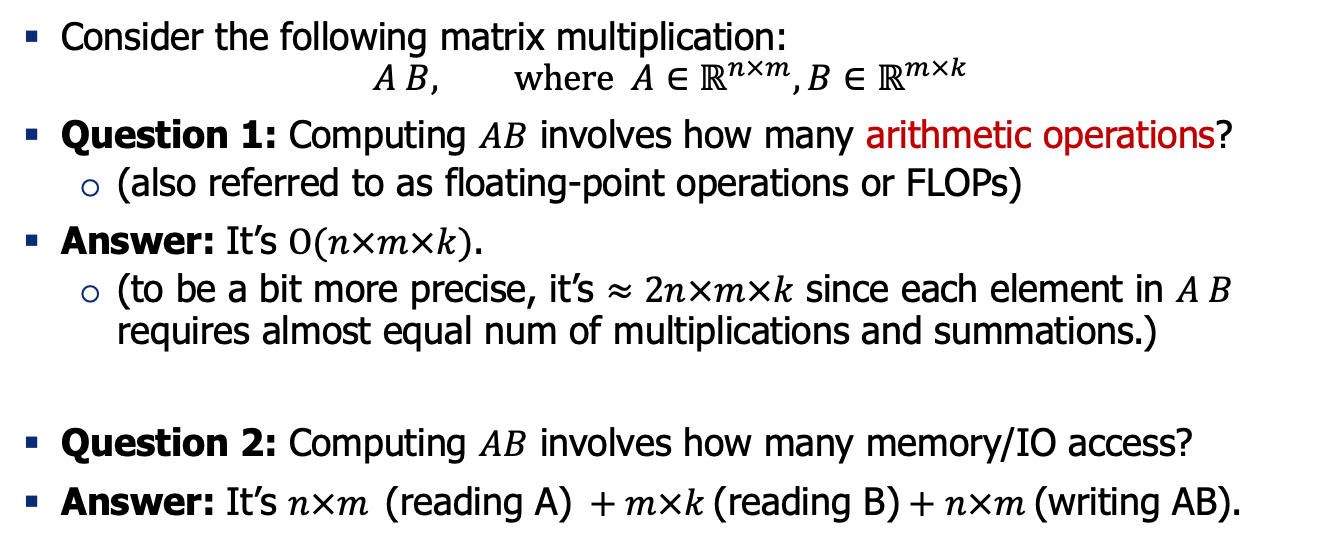 ▪ Consider the following matrix multiplication:
A B, where A ∈ ℝⁿˣᵐ, B ∈ ℝᵐˣᵏ
▪ Question 1: Computing AB involves how many arithmetic operations?
○ (also referred to as floating-point operations or FLOPs)
▪ Answer: It’s O(n×m×k).
○ (to be a bit more precise, it’s ≈ 2n×m×k since each element in A B
requires almost equal num of multiplications and summations.)
▪ Question 2: Computing AB involves how many memory/IO access?
▪ Answer: It’s n×m (reading A) + m×k (reading B) + n×m (writing AB).